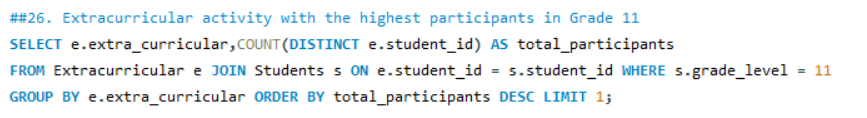 ##26. Extracurricular activity with the highest participants in Grade 11
SELECT e.extra_curricular,COUNT(DISTINCT e.student_id) AS total_participants
FROM Extracurricular e JOIN Students s ON e.student_id = s.student_id WHERE s.grade_level = 11
GROUP BY e.extra_curricular ORDER BY total_participants DESC LIMIT 1;